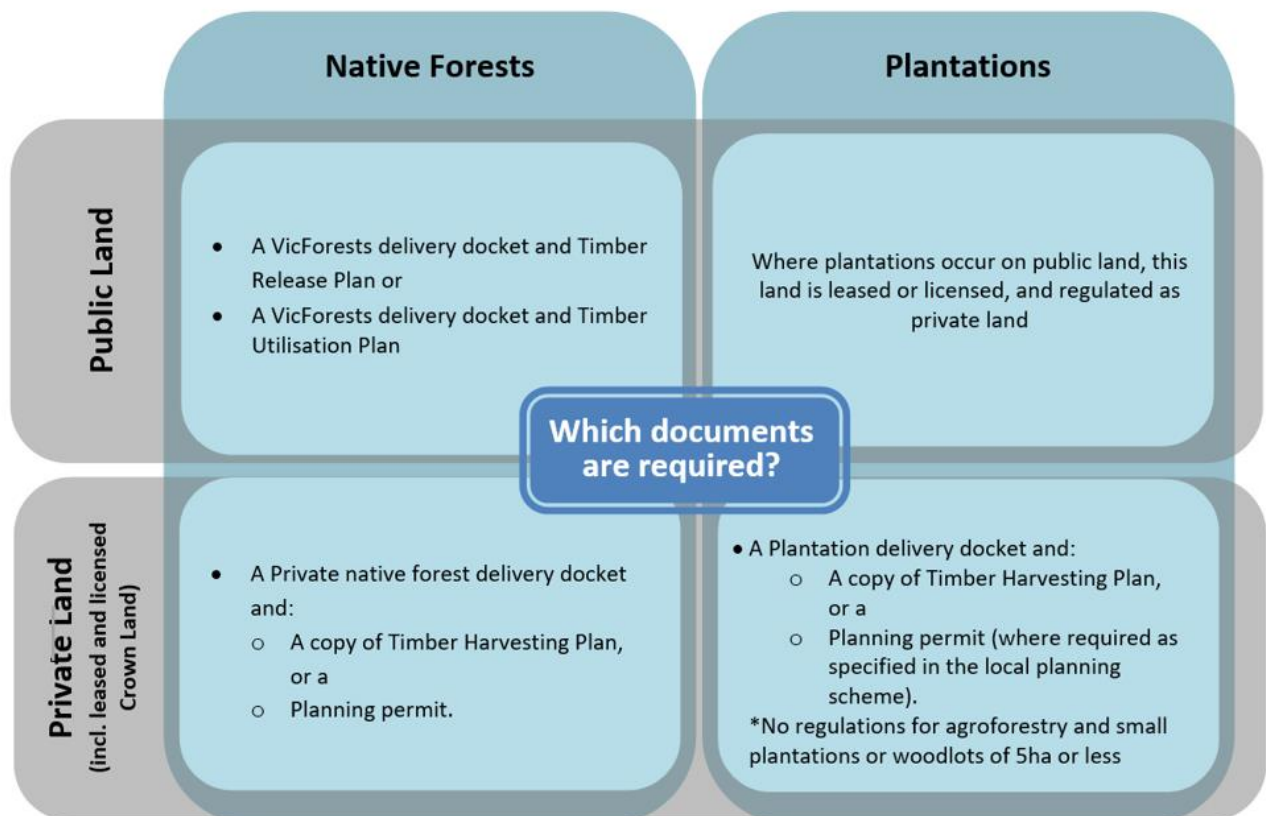 Native Forests
Plantations
Public Land
• A VicForests delivery docket and Timber
Release Plan or
• A VicForests delivery docket and Timber
Utilisation Plan
Where plantations occur on public land, this
land is leased or licensed, and regulated as
private land
Which documents
are required?
Private Land
(incl. leased and licensed
Crown Land)
• A Private native forest delivery docket
and:
o A copy of Timber Harvesting Plan,
or a
o Planning permit.
• A Plantation delivery docket and:
o A copy of Timber Harvesting Plan,
or a
o Planning permit (where required as
specified in the local planning
scheme).
*No regulations for agroforestry and small
plantations or woodlots of 5ha or less